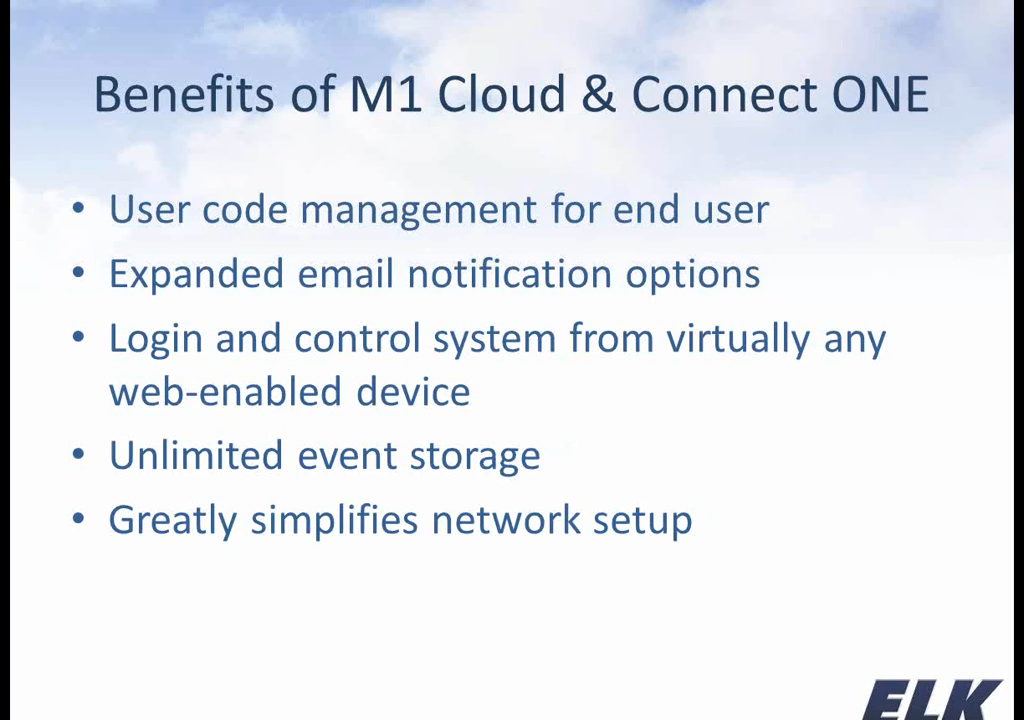 Benefits of M1 Cloud & Connect ONE
• User code management for end user
• Expanded email notification options
• Login and control system from virtually any
web-enabled device
• Unlimited event storage
• Greatly simplifies network setup
ELK